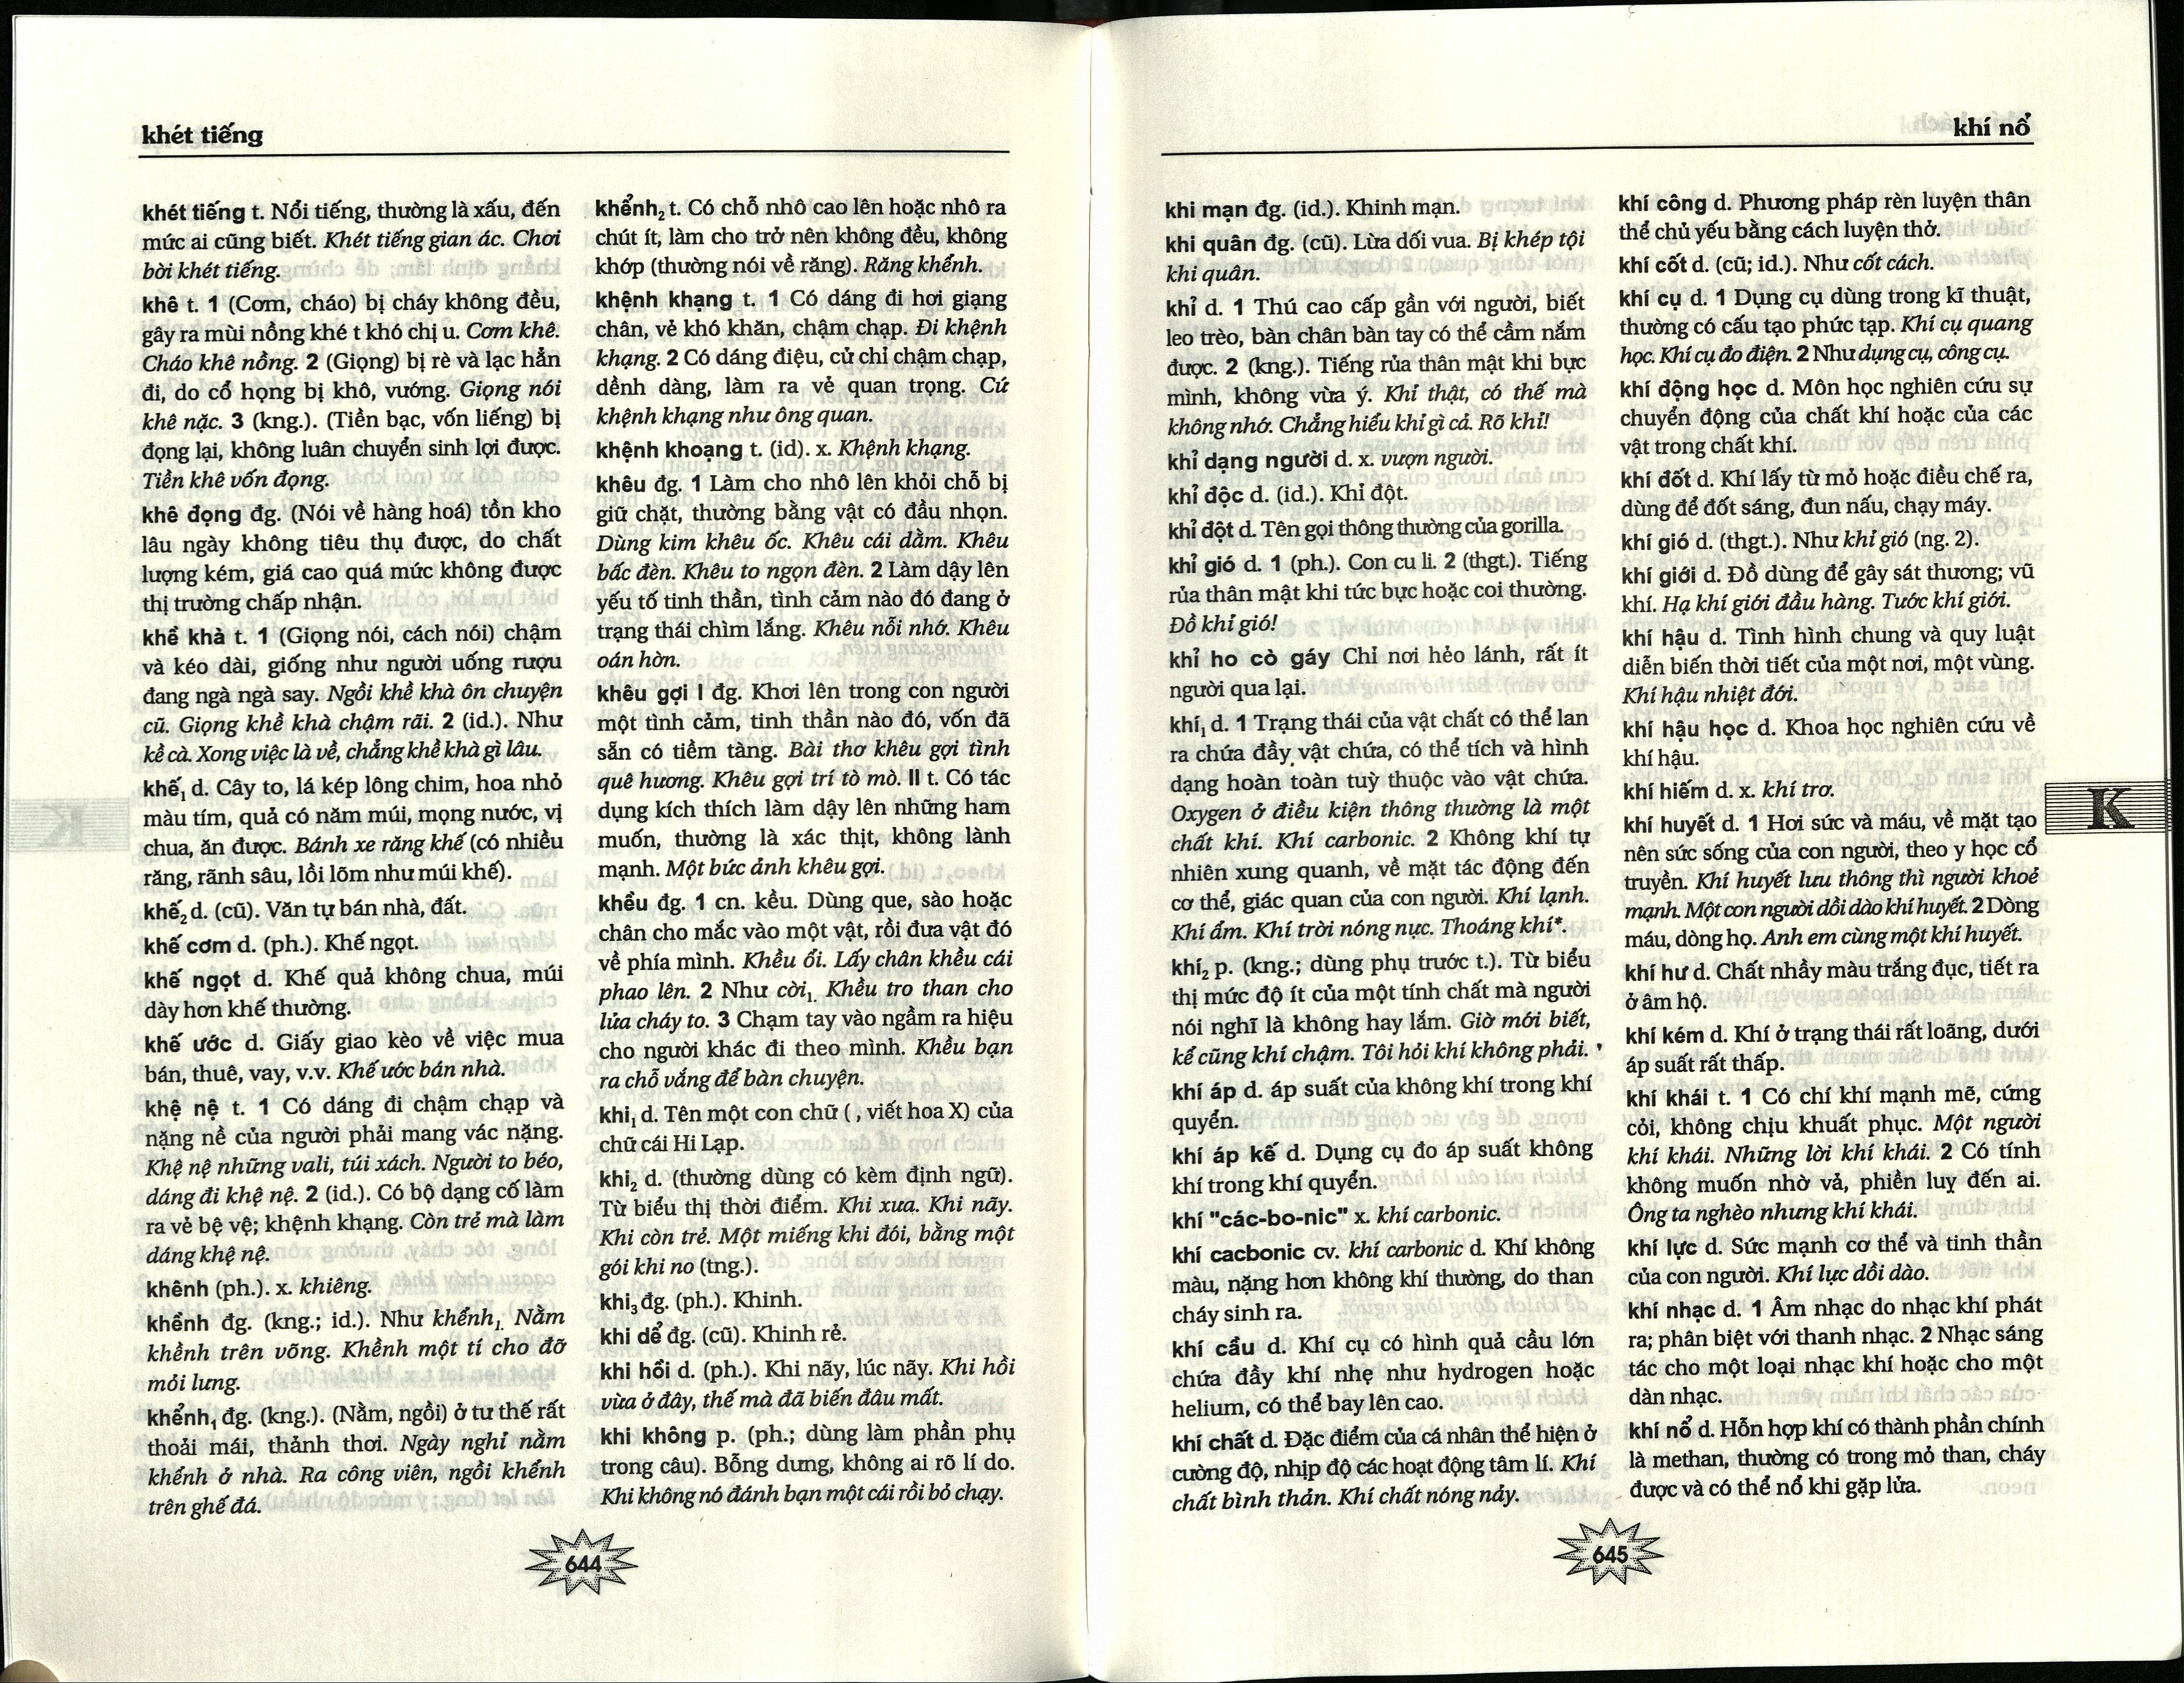 khét tiếng
khét tiếng t. Nổi tiếng, thường là xấu, đến
mức ai cũng biết. Khét tiếng gian ác. Chơi
bời khét tiếng.
khê t. 1 (Cơm, cháo) bị cháy không đều,
gây ra mùi nồng khé t khó chị u. Cơm khê.
Cháo khê nồng. 2 (Giọng) bị rè và lạc hẳn
đi, do cổ họng bị khô, vướng. Giọng nói
khê nặc. 3 (kng.). (Tiền bạc, vốn liếng) bị
đọng lại, không luân chuyển sinh lợi được.
Tiền khê vốn đọng.
khê đọng đg. (Nói về hàng hoá) tồn kho
lâu ngày không tiêu thụ được, do chất
lượng kém, giá cao quá mức không được
thị trường chấp nhận.
khề khà t. 1 (Giọng nói, cách nói) chậm
và kéo dài, giống như người uống rượu
đang ngà ngà say. Ngồi khề khà ôn chuyện
cũ. Giọng khề khà chậm rãi. 2 (id.). Như
kề cà. Xong việc là về, chẳng khề khà gì lâu.
khế₁ d. Cây to, lá kép lông chim, hoa nhỏ
màu tím, quả có năm múi, mọng nước, vị
chua, ăn được. Bánh xe răng khế (có nhiều
răng, rãnh sâu, lồi lõm như múi khế).
khế₂ d. (cũ). Văn tự bán nhà, đất.
khế cơm d. (ph.). Khế ngọt.
khế ngọt d. Khế quả không chua, múi
dày hơn khế thường.
khế ước d. Giấy giao kèo về việc mua
bán, thuê, vay, v.v. Khế ước bán nhà.
khệ nệ t. 1 Có dáng đi chậm chạp và
nặng nề của người phải mang vác nặng.
Khệ nệ những vali, túi xách. Người to béo,
dáng đi khệ nệ. 2 (id.). Có bộ dạng cố làm
ra vẻ bệ vệ; khệnh khạng. Còn trẻ mà làm
dáng khệ nệ.
khênh (ph.). x. khiêng.
khềnh đg. (kng.; id.). Như khểnh₁. Nằm
khềnh trên võng. Khềnh một tí cho đỡ
mỏi lưng.
khểnh₁ đg. (kng.). (Nằm, ngồi) ở tư thế rất
thoải mái, thảnh thơi. Ngày nghỉ nằm
khểnh ở nhà. Ra công viên, ngồi khểnh
trên ghế đá.
khểnh₂ t. Có chỗ nhô cao lên hoặc nhô ra
chút ít, làm cho trở nên không đều, không
khớp (thường nói về răng). Răng khểnh.
khệnh khạng t. 1 Có dáng đi hơi giạng
chân, vẻ khó khăn, chậm chạp. Đi khệnh
khạng. 2 Có dáng điệu, cử chỉ chậm chạp,
dềnh dàng, làm ra vẻ quan trọng. Cứ
khệnh khạng như ông quan.
khệnh khoạng t. (id). x. Khệnh khạng.
khêu đg. 1 Làm cho nhô lên khỏi chỗ bị
giữ chặt, thường bằng vật có đầu nhọn.
Dùng kim khêu ốc. Khêu cái dằm. Khêu
bấc đèn. Khêu to ngọn đèn. 2 Làm dậy lên
yếu tố tinh thần, tình cảm nào đó đang ở
trạng thái chìm lắng. Khêu nỗi nhớ. Khêu
oán hờn.
khêu gợi I đg. Khơi lên trong con người
một tình cảm, tinh thần nào đó, vốn đã
sẵn có tiềm tàng. Bài thơ khêu gợi tình
quê hương. Khêu gợi trí tò mò. II t. Có tác
dụng kích thích làm dậy lên những ham
muốn, thường là xác thịt, không lành
mạnh. Một bức ảnh khêu gợi.
khều đg. 1 cn. kều. Dùng que, sào hoặc
chân cho mắc vào một vật, rồi đưa vật đó
về phía mình. Khều ổi. Lấy chân khều cái
phao lên. 2 Như cời₁. Khều tro than cho
lửa cháy to. 3 Chạm tay vào ngầm ra hiệu
cho người khác đi theo mình. Khều bạn
ra chỗ vắng để bàn chuyện.
khi₁ d. Tên một con chữ ( , viết hoa X) của
chữ cái Hi Lạp.
khi₂ d. (thường dùng có kèm định ngữ).
Từ biểu thị thời điểm. Khi xưa. Khi nãy.
Khi còn trẻ. Một miếng khi đói, bằng một
gói khi no (tng.).
khi₃ đg. (ph.). Khinh.
khi dể đg. (cũ). Khinh rẻ.
khi hồi d. (ph.). Khi nãy, lúc nãy. Khi hồi
vừa ở đây, thế mà đã biến đâu mất.
khi không p. (ph.; dùng làm phần phụ
trong câu). Bỗng dưng, không ai rõ lí do.
Khi không nó đánh bạn một cái rồi bỏ chạy.
644
khí nổ
khi mạn đg. (id.). Khinh mạn.
khi quân đg. (cũ). Lừa dối vua. Bị khép tội
khi quân.
khỉ d. 1 Thú cao cấp gần với người, biết
leo trèo, bàn chân bàn tay có thể cầm nắm
được. 2 (kng.). Tiếng rủa thân mật khi bực
mình, không vừa ý. Khỉ thật, có thế mà
không nhớ. Chẳng hiểu khỉ gì cả. Rõ khỉ!
khỉ dạng người d. x. vượn người.
khỉ độc d. (id.). Khỉ đột.
khỉ đột d. Tên gọi thông thường của gorilla.
khỉ gió d. 1 (ph.). Con cu li. 2 (thgt.). Tiếng
rủa thân mật khi tức bực hoặc coi thường.
Đồ khỉ gió!
khỉ ho cò gáy Chỉ nơi hẻo lánh, rất ít
người qua lại.
khí₁ d. 1 Trạng thái của vật chất có thể lan
ra chứa đầy vật chứa, có thể tích và hình
dạng hoàn toàn tuỳ thuộc vào vật chứa.
Oxygen ở điều kiện thông thường là một
chất khí. Khí carbonic. 2 Không khí tự
nhiên xung quanh, về mặt tác động đến
cơ thể, giác quan của con người. Khí lạnh.
Khí ẩm. Khí trời nóng nực. Thoáng khí*.
khí₂ p. (kng.; dùng phụ trước t.). Từ biểu
thị mức độ ít của một tính chất mà người
nói nghĩ là không hay lắm. Giờ mới biết,
kể cũng khí chậm. Tôi hỏi khí không phải.
khí áp d. áp suất của không khí trong khí
quyển.
khí áp kế d. Dụng cụ đo áp suất không
khí trong khí quyển.
khí "các-bo-nic" x. khí carbonic.
khí cacbonic cv. khí carbonic d. Khí không
màu, nặng hơn không khí thường, do than
cháy sinh ra.
khí cầu d. Khí cụ có hình quả cầu lớn
chứa đầy khí nhẹ như hydrogen hoặc
helium, có thể bay lên cao.
khí chất d. Đặc điểm của cá nhân thể hiện ở
cường độ, nhịp độ các hoạt động tâm lí. Khí
chất bình thản. Khí chất nóng nảy.
khí công d. Phương pháp rèn luyện thân
thể chủ yếu bằng cách luyện thở.
khí cốt d. (cũ; id.). Như cốt cách.
khí cụ d. 1 Dụng cụ dùng trong kĩ thuật,
thường có cấu tạo phức tạp. Khí cụ quang
học. Khí cụ đo điện. 2 Như dụng cụ, công cụ.
khí động học d. Môn học nghiên cứu sự
chuyển động của chất khí hoặc của các
vật trong chất khí.
khí đốt d. Khí lấy từ mỏ hoặc điều chế ra,
dùng để đốt sáng, đun nấu, chạy máy.
khí gió d. (thgt.). Như khỉ gió (ng. 2).
khí giới d. Đồ dùng để gây sát thương; vũ
khí. Hạ khí giới đầu hàng. Tước khí giới.
khí hậu d. Tình hình chung và quy luật
diễn biến thời tiết của một nơi, một vùng.
Khí hậu nhiệt đới.
khí hậu học d. Khoa học nghiên cứu về
khí hậu.
khí hiếm d. x. khí trơ.
khí huyết d. 1 Hơi sức và máu, về mặt tạo
nên sức sống của con người, theo y học cổ
truyền. Khí huyết lưu thông thì người khoẻ
mạnh. Một con người dồi dào khí huyết. 2 Dòng
máu, dòng họ. Anh em cùng một khí huyết.
khí hư d. Chất nhầy màu trắng đục, tiết ra
ở âm hộ.
khí kém d. Khí ở trạng thái rất loãng, dưới
áp suất rất thấp.
khí khái t. 1 Có chí khí mạnh mẽ, cứng
cỏi, không chịu khuất phục. Một người
khí khái. Những lời khí khái. 2 Có tính
không muốn nhờ vả, phiền luỵ đến ai.
Ông ta nghèo nhưng khí khái.
khí lực d. Sức mạnh cơ thể và tinh thần
của con người. Khí lực dồi dào.
khí nhạc d. 1 Âm nhạc do nhạc khí phát
ra; phân biệt với thanh nhạc. 2 Nhạc sáng
tác cho một loại nhạc khí hoặc cho một
dàn nhạc.
khí nổ d. Hỗn hợp khí có thành phần chính
là methan, thường có trong mỏ than, cháy
được và có thể nổ khi gặp lửa.
K
645